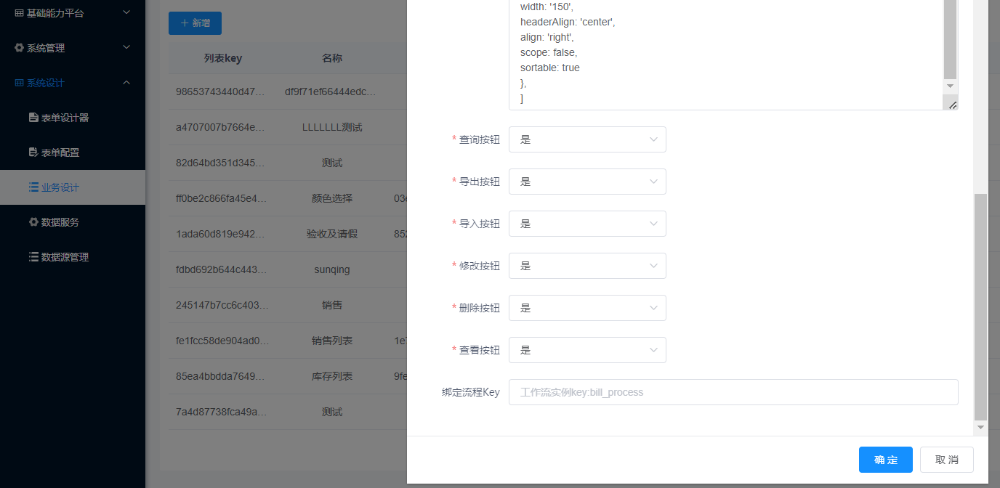 基础能力平台
系统管理
系统设计
表单设计器
表单配置
业务设计
数据服务
数据源管理
新增
列表key 名称
98653743440d47... df9f71ef66444edc...
a4707007b7664e... LLLLLLL测试
82d64bd351d345... 测试
ff0be2c866fa45e4... 颜色选择
1ada60d819e942... 验收及请假 852
fdbd692b644c443... sunqing
245147b7cc6c403... 销售
fe1fcc58de904ad0... 销售列表
85ea4bbdda7649... 库存列表 9fe
7a4d87738fca49a... 测试
width: '150',
headerAlign: 'center',
align: 'right',
scope: false,
sortable: true
},
]
* 查询按钮 是
* 导出按钮 是
* 导入按钮 是
* 修改按钮 是
* 删除按钮 是
* 查看按钮 是
绑定流程Key 工作流实例key:bill_process
确 定 取 消